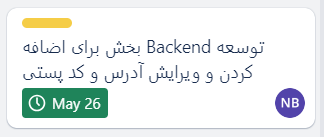 توسعه Backend بخش برای اضافه
کردن و ویرایش آدرس و کد پستی
May 26
NB